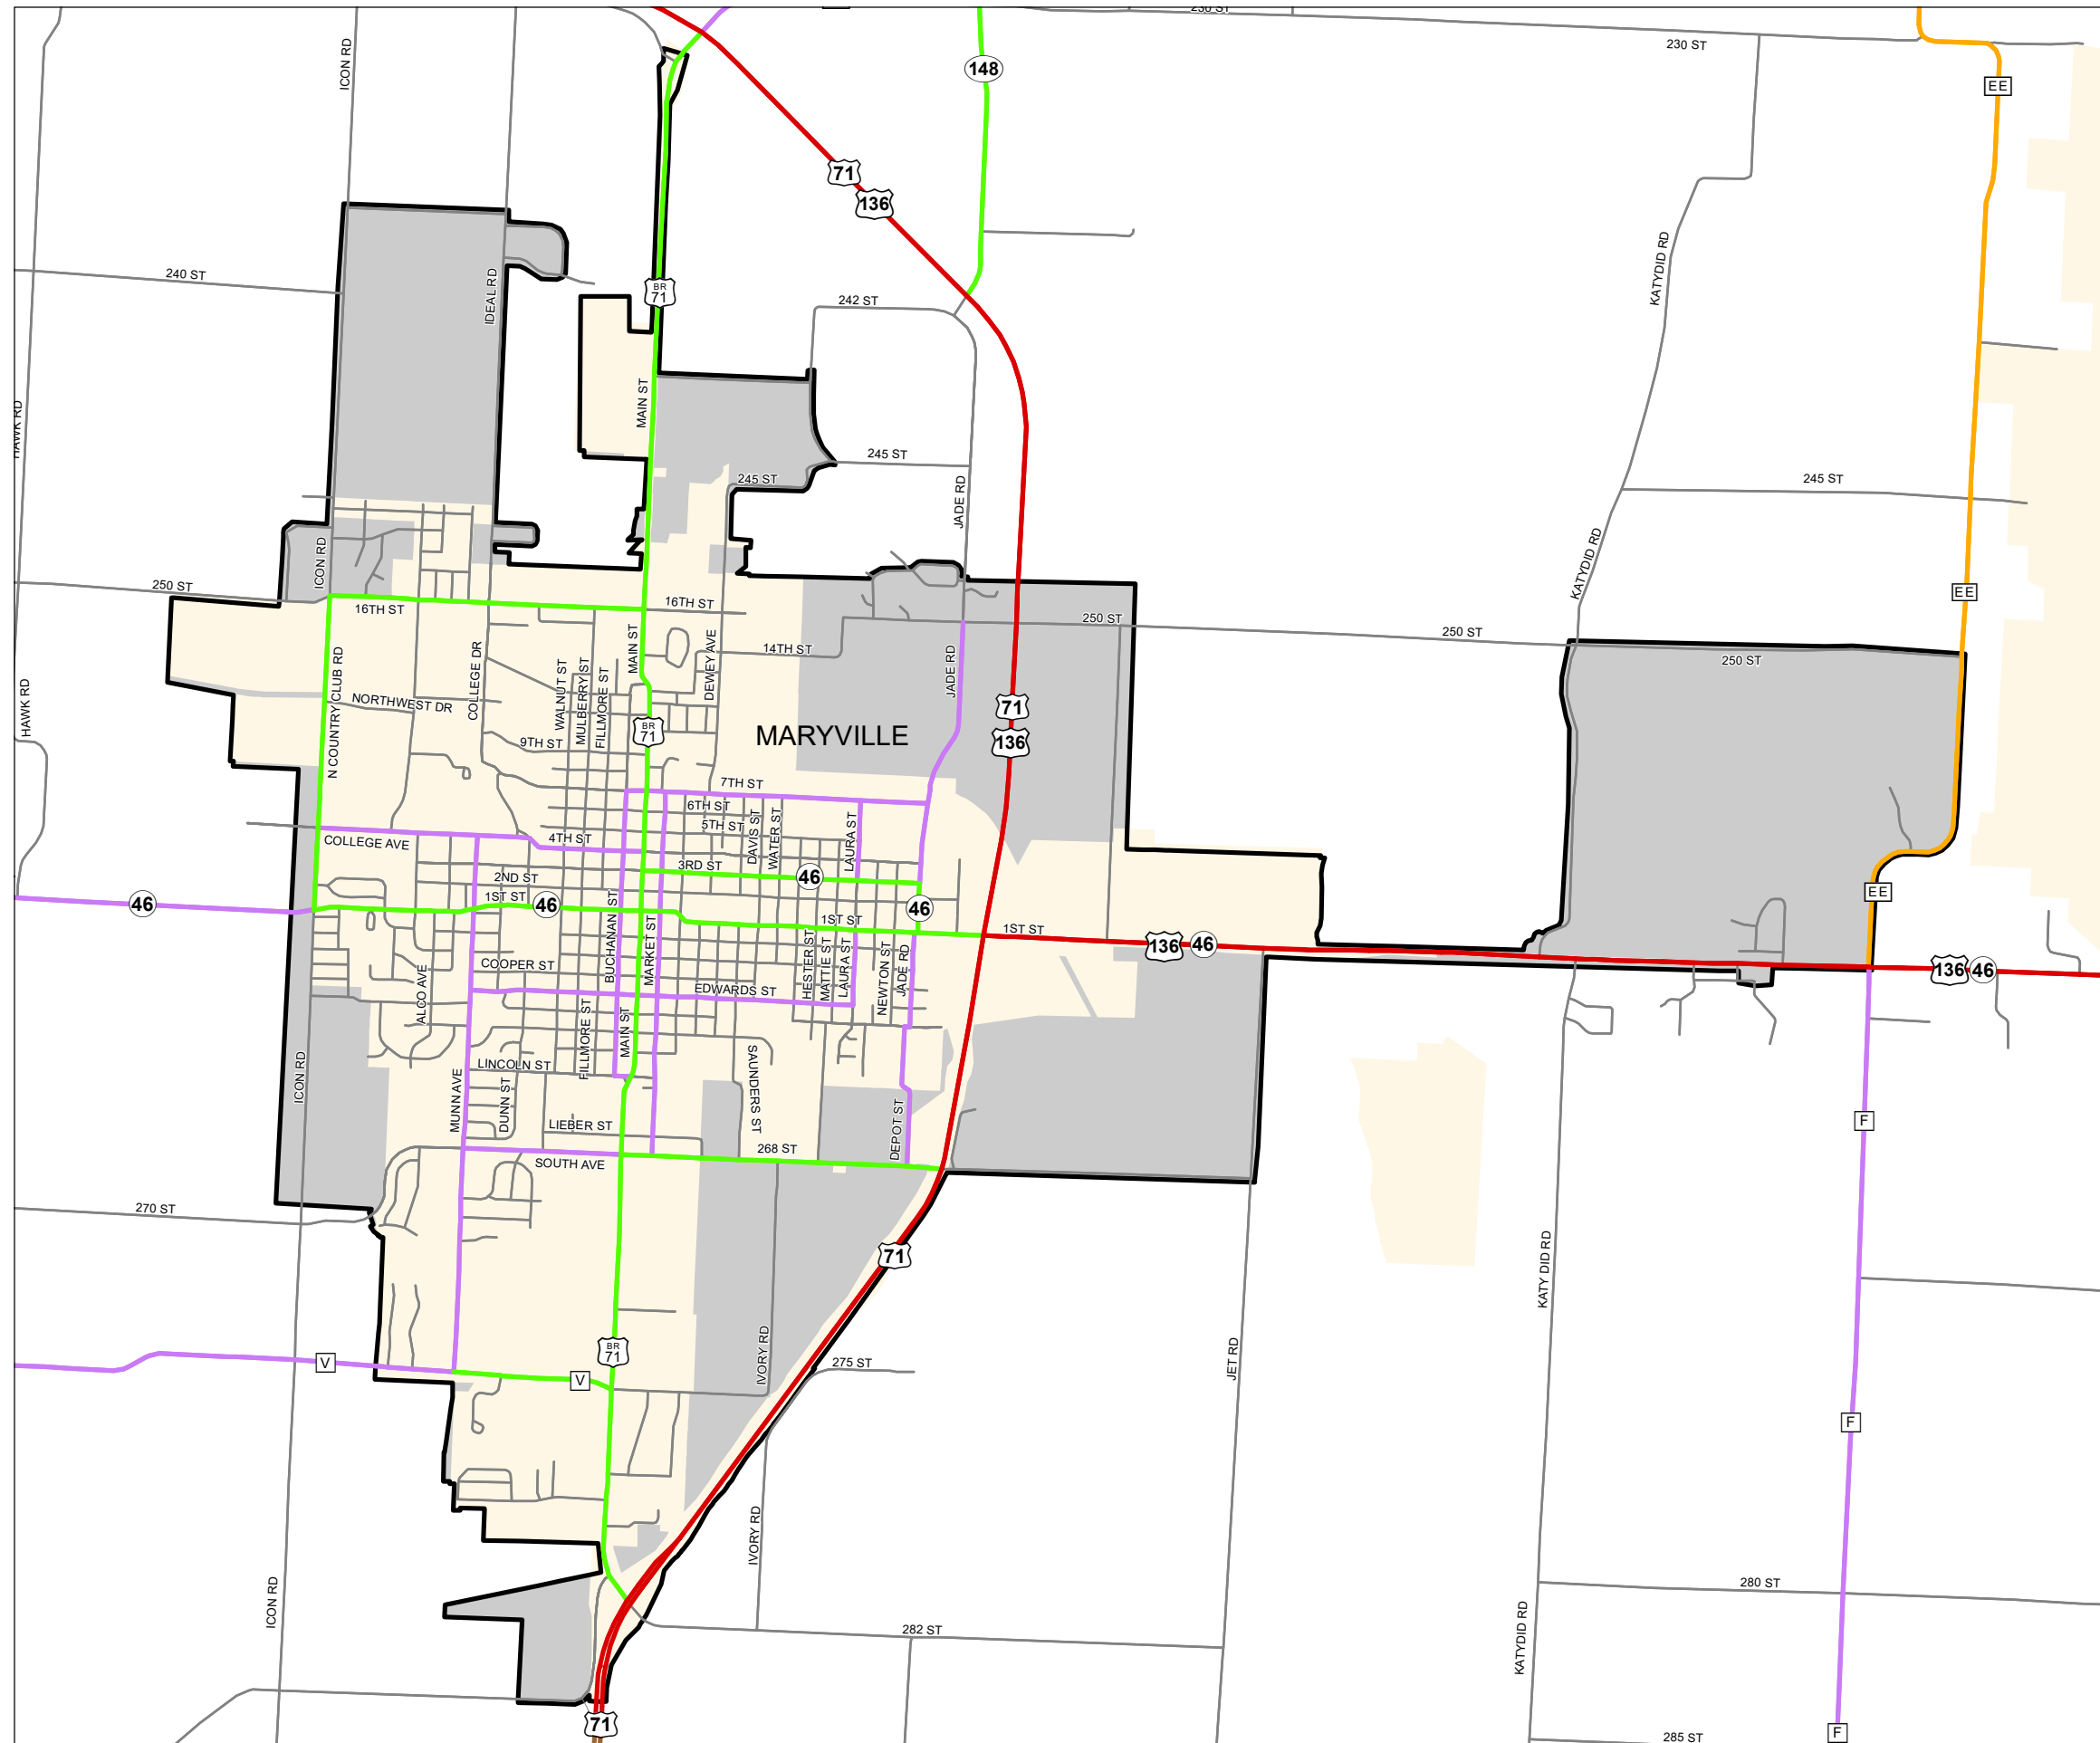 230 ST
230 ST
ICON RD
148
EE
71
136
240 ST
IDEAL RD
BR
71
242 ST
KATYDID RD
MAIN ST
HAWK RD
245 ST
245 ST
245 ST
JADE RD
KATYDID RD
250 ST
ICON RD
16TH ST
16TH ST
250 ST
250 ST
250 ST
EE
14TH ST
MAIN ST
DEWEY AVE
HAWK RD
N COUNTRY CLUB RD
NORTHWEST DR
COLLEGE DR
WALNUT ST
MULBERRY ST
FILLMORE ST
9TH ST
BR
71
MARYVILLE
JADE RD
71
136
7TH ST
6TH ST
5TH ST
DAVIS ST
WATER ST
LAURA ST
COLLEGE AVE
4TH ST
3RD ST
46
2ND ST
1ST ST
46
46
46
1ST ST
1ST ST
136
46
EE
BUCHANAN ST
MARKET ST
HESTER ST
MATTIE ST
LAURA ST
NEWTON ST
JADE RD
COOPER ST
EDWARDS ST
136
46
ALCO AVE
FILLMORE ST
MAIN ST
LINCOLN ST
SAUNDERS ST
ICON RD
MUNN AVE
DUNN ST
LIEBER ST
DEPOT ST
F
268 ST
SOUTH AVE
270 ST
71
KATY DID RD
V
BR
71
V
IVORY RD
275 ST
JET RD
F
IVORY RD
ICON RD
280 ST
282 ST
KATYDID RD
71
F
285 ST